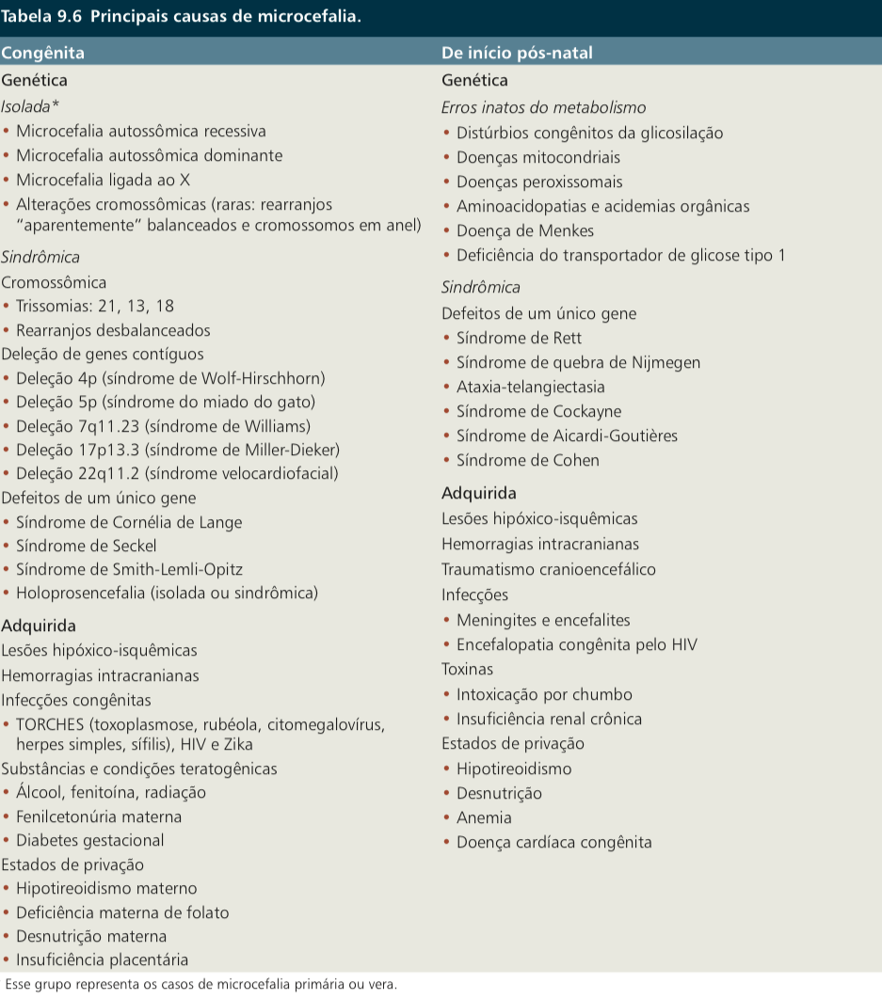 Tabela 9.6 Principais causas de microcefalia.
Congênita
Genética
Isolada*
• Microcefalia autossômica recessiva
• Microcefalia autossômica dominante
• Microcefalia ligada ao X
• Alterações cromossômicas (raras: rearranjos
“aparentemente” balanceados e cromossomos em anel)
Sindrômica
Cromossômica
• Trissomias: 21, 13, 18
• Rearranjos desbalanceados
Deleção de genes contíguos
• Deleção 4p (síndrome de Wolf-Hirschhorn)
• Deleção 5p (síndrome do miado do gato)
• Deleção 7q11.23 (síndrome de Williams)
• Deleção 17p13.3 (síndrome de Miller-Dieker)
• Deleção 22q11.2 (síndrome velocardiofacial)
Defeitos de um único gene
• Síndrome de Cornélia de Lange
• Síndrome de Seckel
• Síndrome de Smith-Lemli-Opitz
• Holoprosencefalia (isolada ou sindrômica)
Adquirida
Lesões hipóxico-isquêmicas
Hemorragias intracranianas
Infecções congênitas
• TORCHES (toxoplasmose, rubéola, citomegalovírus,
herpes simples, sífilis), HIV e Zika
Substâncias e condições teratogênicas
• Álcool, fenitoína, radiação
• Fenilcetonúria materna
• Diabetes gestacional
Estados de privação
• Hipotireoidismo materno
• Deficiência materna de folato
• Desnutrição materna
• Insuficiência placentária
De início pós-natal
Genética
Erros inatos do metabolismo
• Distúrbios congênitos da glicosilação
• Doenças mitocondriais
• Doenças peroxissomais
• Aminoacidopatias e acidemias orgânicas
• Doença de Menkes
• Deficiência do transportador de glicose tipo 1
Sindrômica
Defeitos de um único gene
• Síndrome de Rett
• Síndrome de quebra de Nijmegen
• Ataxia-telangiectasia
• Síndrome de Cockayne
• Síndrome de Aicardi-Goutières
• Síndrome de Cohen
Adquirida
Lesões hipóxico-isquêmicas
Hemorragias intracranianas
Traumatismo cranioencefálico
Infecções
• Meningites e encefalites
• Encefalopatia congênita pelo HIV
Toxinas
• Intoxicação por chumbo
• Insuficiência renal crônica
Estados de privação
• Hipotireoidismo
• Desnutrição
• Anemia
• Doença cardíaca congênita
Esse grupo representa os casos de microcefalia primária ou vera.